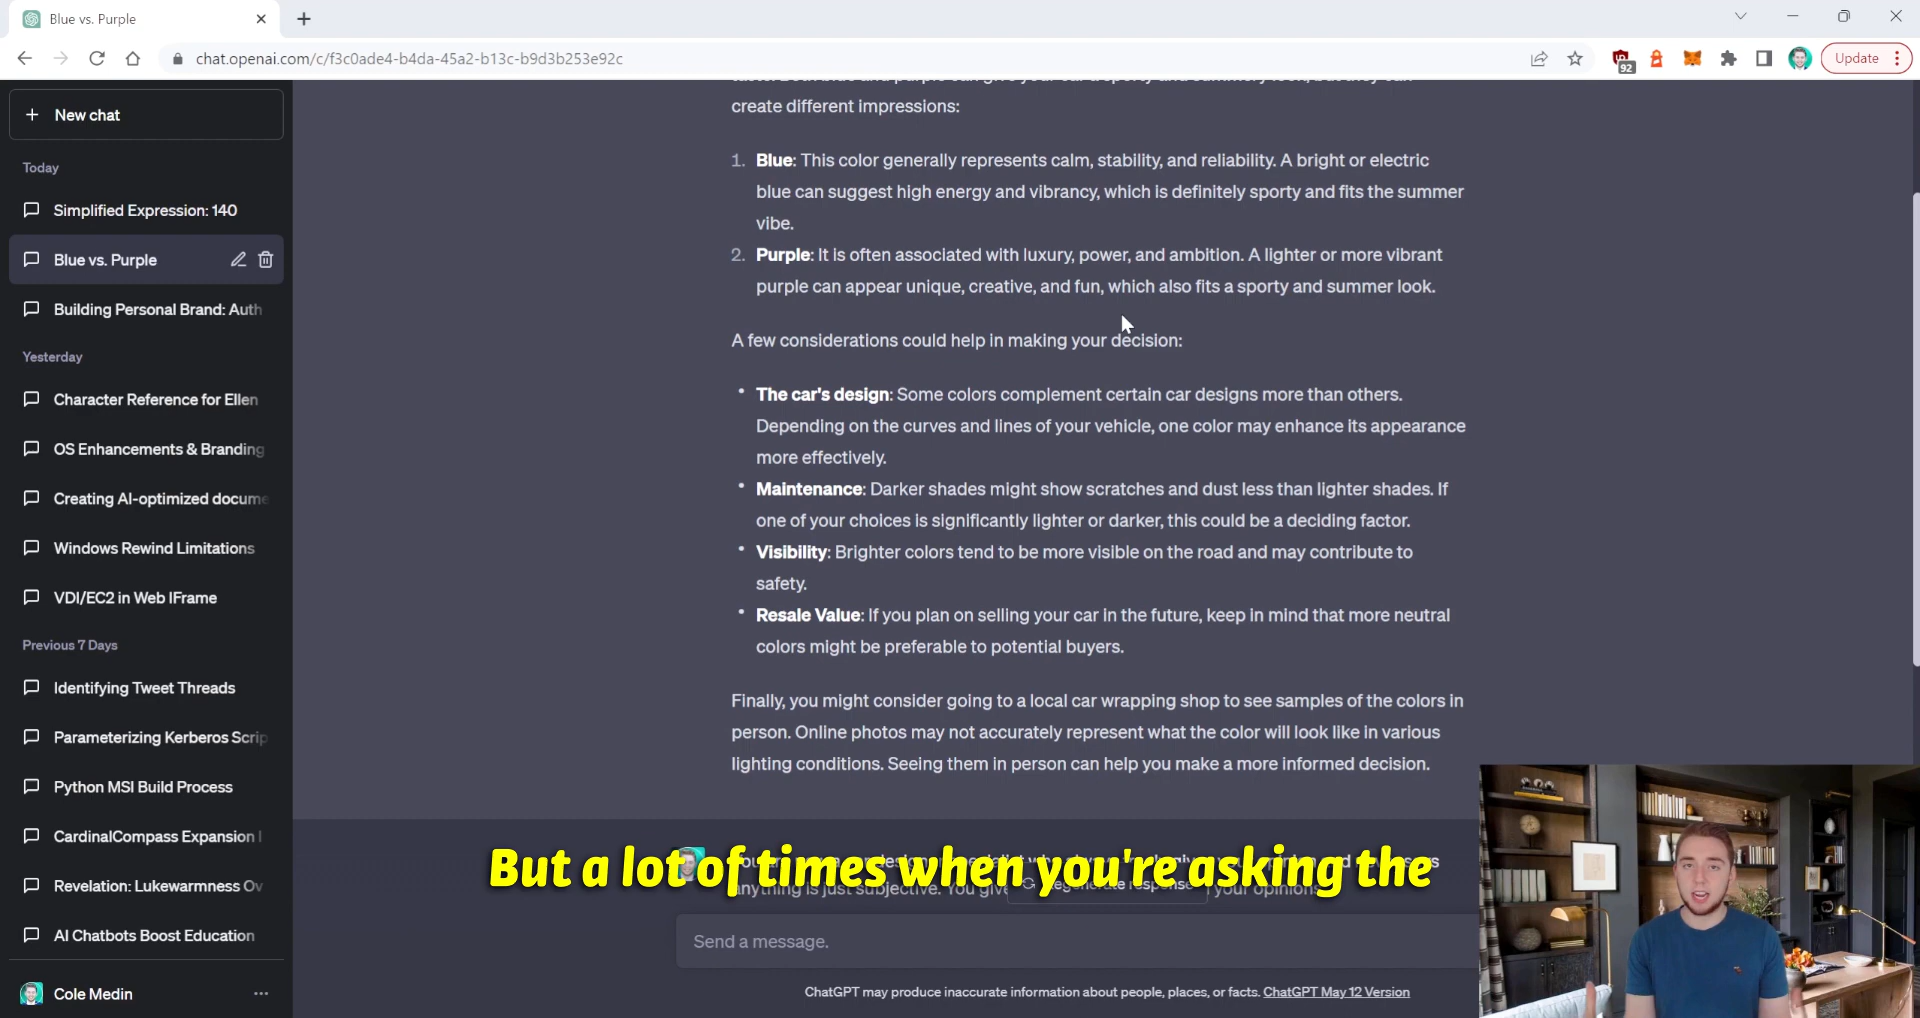 Blue vs. Purple
chat.openai.com/c/f3c0ade4-b4da-45a2-b13c-b9d3b253e92c
92
Update
New chat
Today
Simplified Expression: 140
Blue vs. Purple
Building Personal Brand: Auth
Yesterday
Character Reference for Ellen
OS Enhancements & Branding
Creating AI-optimized docume
Windows Rewind Limitations
VDI/EC2 in Web IFrame
Previous 7 Days
Identifying Tweet Threads
Parameterizing Kerberos Scrip
Python MSI Build Process
CardinalCompass Expansion
Revelation: Lukewarmness Ov
AI Chatbots Boost Education
Cole Medin
create different impressions:
1. Blue: This color generally represents calm, stability, and reliability. A bright or electric
blue can suggest high energy and vibrancy, which is definitely sporty and fits the summer
vibe.
2. Purple: It is often associated with luxury, power, and ambition. A lighter or more vibrant
purple can appear unique, creative, and fun, which also fits a sporty and summer look.
A few considerations could help in making your decision:
• The car's design: Some colors complement certain car designs more than others.
Depending on the curves and lines of your vehicle, one color may enhance its appearance
more effectively.
• Maintenance: Darker shades might show scratches and dust less than lighter shades. If
one of your choices is significantly lighter or darker, this could be a deciding factor.
• Visibility: Brighter colors tend to be more visible on the road and may contribute to
safety.
• Resale Value: If you plan on selling your car in the future, keep in mind that more neutral
colors might be preferable to potential buyers.
Finally, you might consider going to a local car wrapping shop to see samples of the colors in
person. Online photos may not accurately represent what the color will look like in various
lighting conditions. Seeing them in person can help you make a more informed decision.
But a lot of times when you're asking the
anything is just subjective. You give your opinions
Regenerate response
Send a message.
ChatGPT may produce inaccurate information about people, places, or facts. ChatGPT May 12 Version